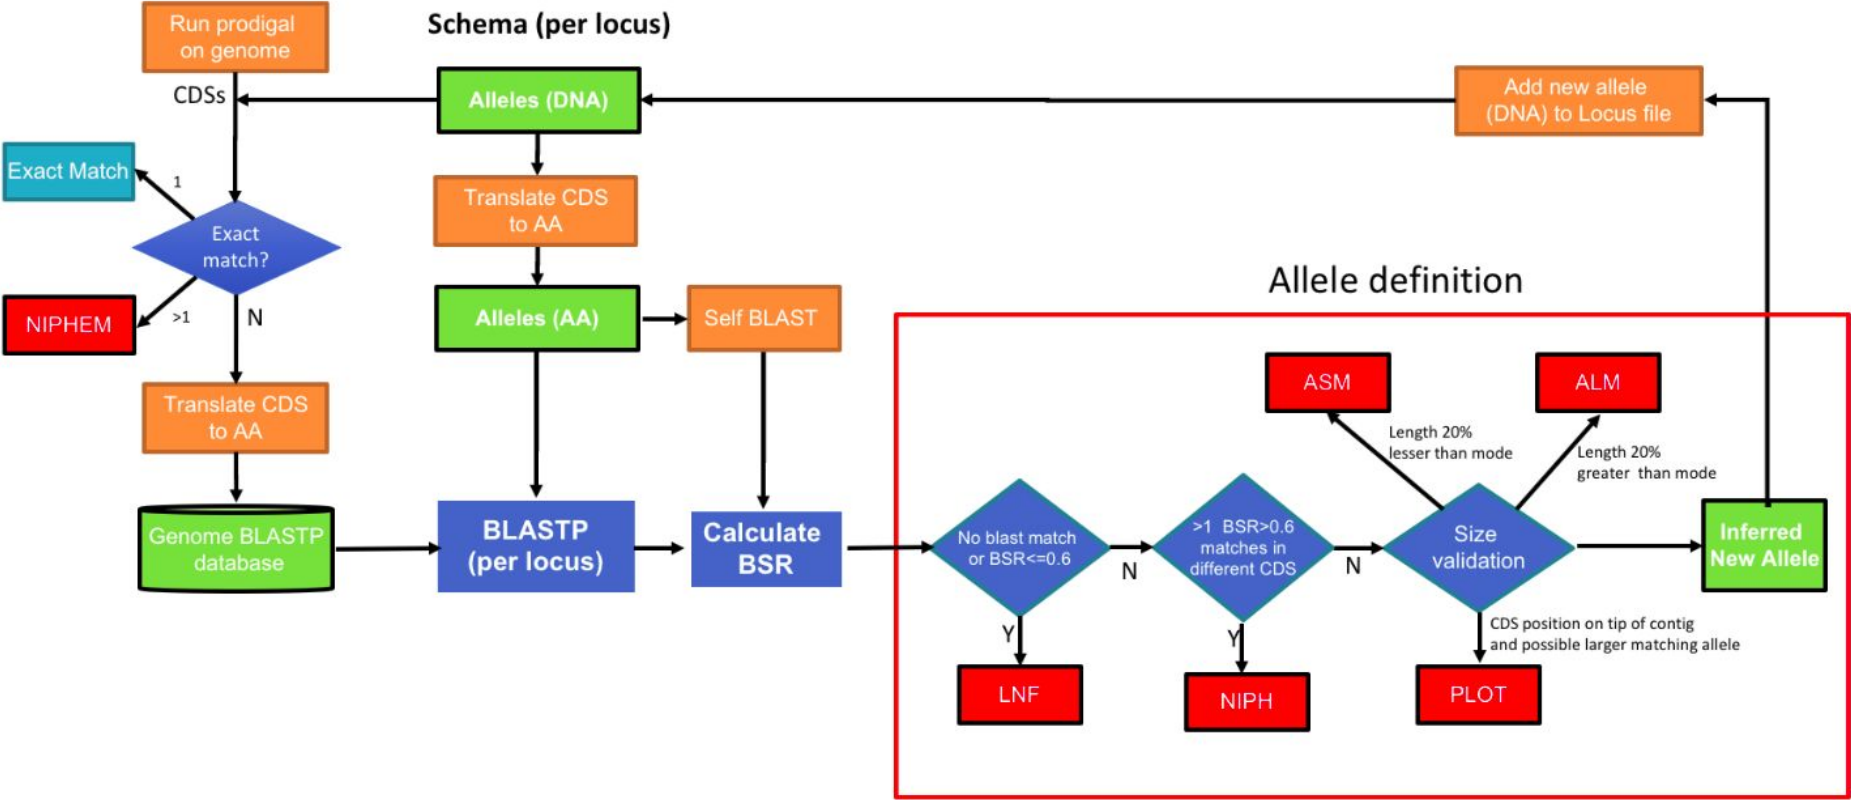 Run prodigal
on genome
Schema (per locus)
CDSs
Alleles (DNA)
Add new allele
(DNA) to Locus file
Exact Match
1
Translate CDS
to AA
Exact
match?
Allele definition
NIPHEM
>1
N
Alleles (AA)
Self BLAST
ASM
ALM
Translate CDS
to AA
Length 20%
lesser than mode
Length 20%
greater than mode
Genome BLASTP
database
BLASTP
(per locus)
Calculate
BSR
No blast match
or BSR<=0.6
N
>1 BSR>0.6
matches in
different CDS
N
Size
validation
Inferred
New Allele
Y
Y
CDS position on tip of contig
and possible larger matching allele
LNF
NIPH
PLOT